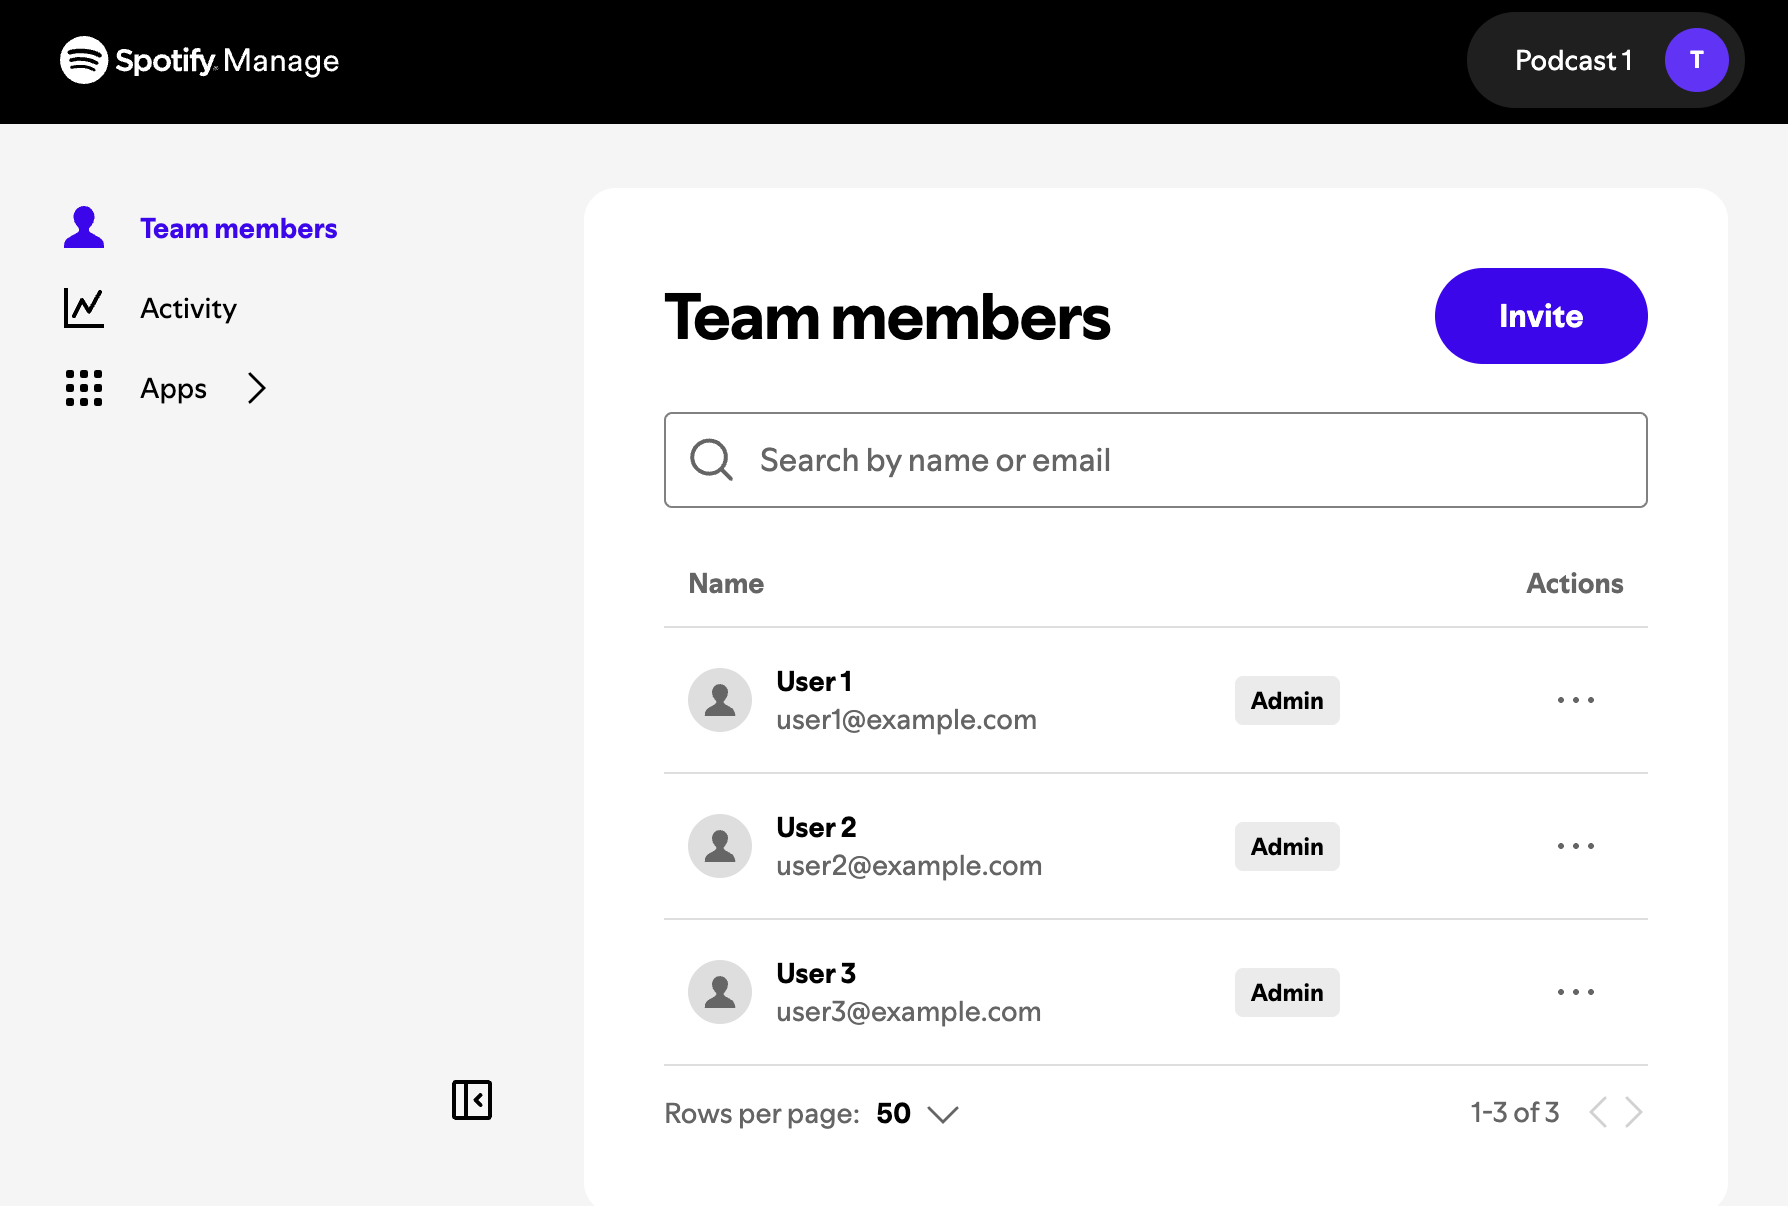 Spotify Manage
Podcast 1
T
Team members
Activity
Apps
Team members
Invite
Search by name or email
Name
Actions
User 1
user1@example.com
Admin
User 2
user2@example.com
Admin
User 3
user3@example.com
Admin
Rows per page: 50
1-3 of 3